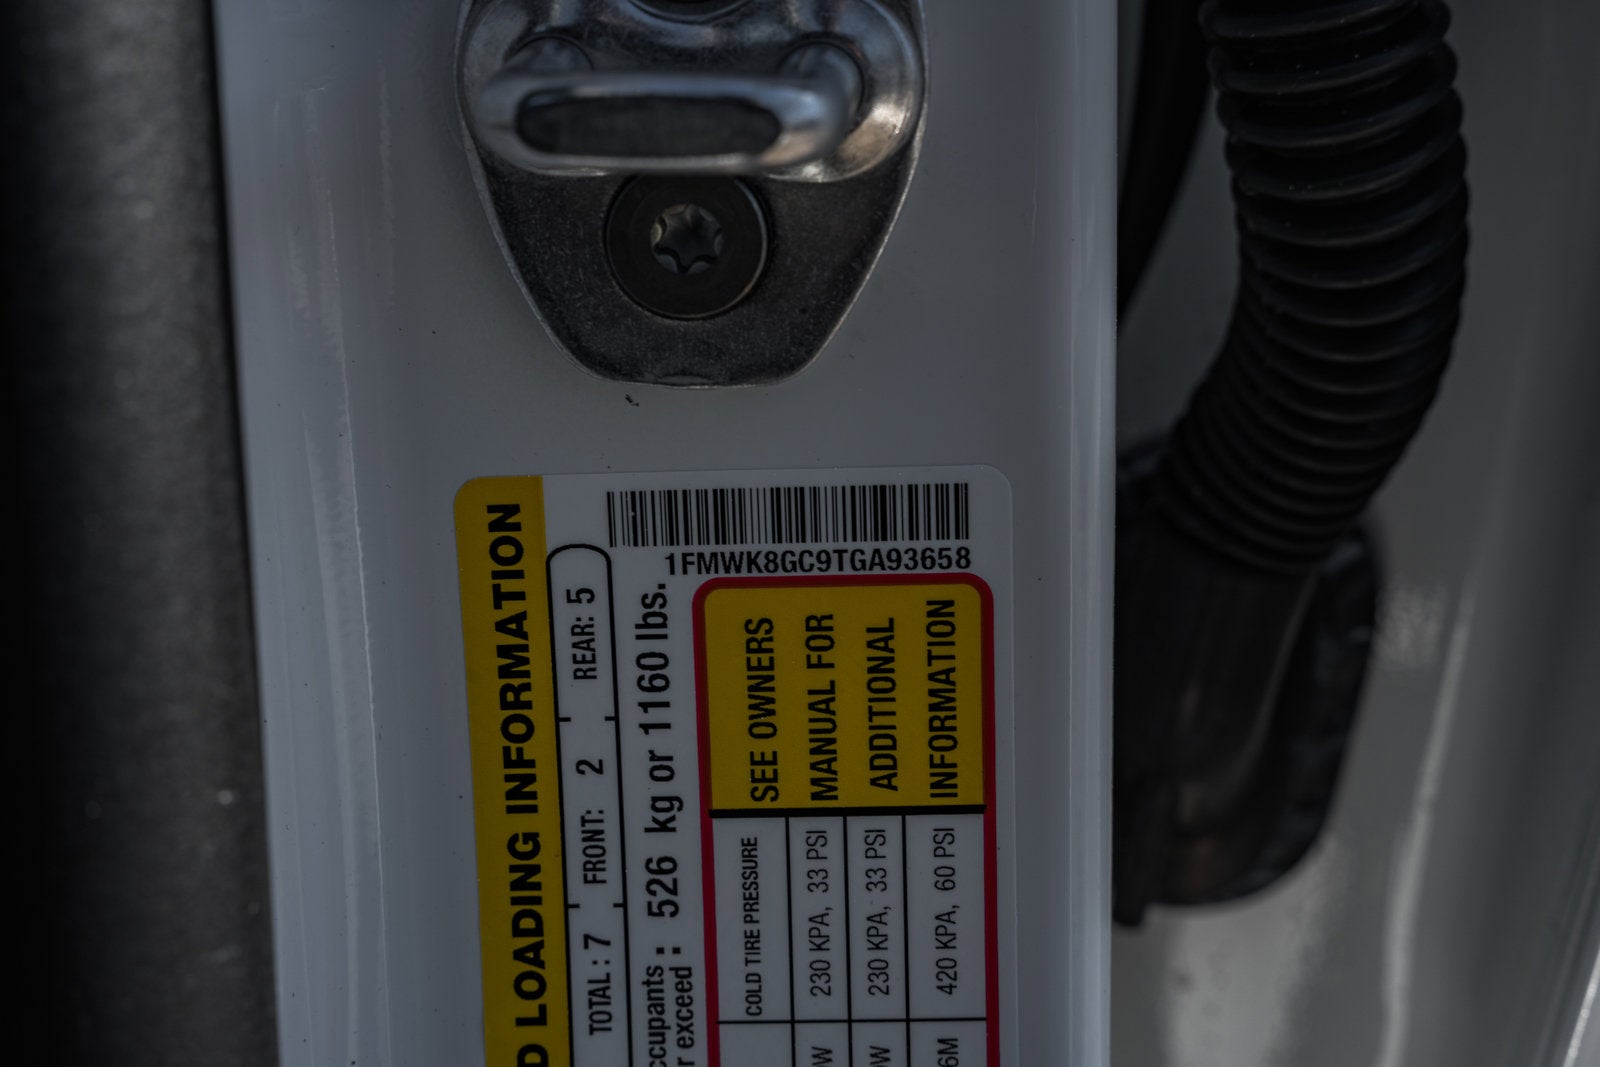 1FMWK8GC9TGA93658
LOADING INFORMATION
TOTAL : 7 FRONT: 2 REAR: 5
526 kg or 1160 lbs.
exceed :
COLD TIRE PRESSURE
230 KPA, 33 PSI
230 KPA, 33 PSI
420 KPA, 60 PSI
SEE OWNERS
MANUAL FOR
ADDITIONAL
INFORMATION